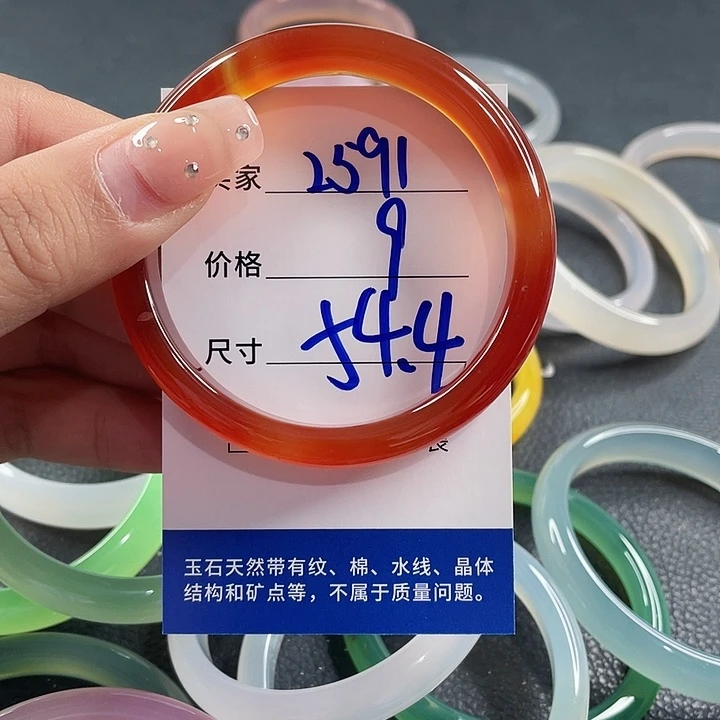 家 2591
价格 9
尺寸 54.4
玉石天然带有纹、棉、水线、晶体
结构和矿点等，不属于质量问题。